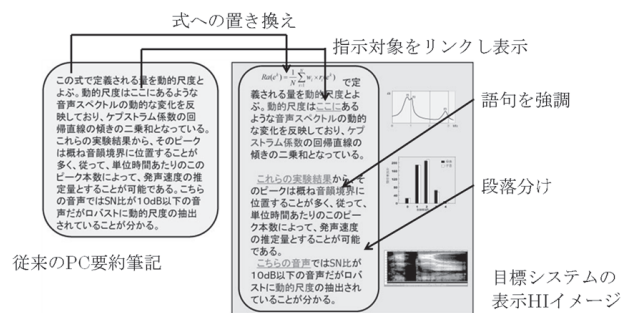 式への置き換え
指示対象をリンクし表示
この式で定義される量を動的尺度と
よぶ。動的尺度はここにあるような
音声スペクトルの動的な変化を
反映しており、ケプストラム係数の回
帰直線の傾きの二乗和となっている。
これらの実験結果から、そのピーク
は概ね音韻境界に位置することが
多く、従って、単位時間あたりのこの
ピーク本数によって、発声速度の推
定量とすることが可能である。こちら
の音声ではSN比が10dB以下の音
声だがロバストに動的尺度の抽出
されていることが分かる。
従来のPC要約筆記
で定
義される量を動的尺度とよ
ぶ。動的尺度はここにある
ような音声スペクトルの動的
な変化を反映しており、ケプ
ストラム係数の回帰直線の
傾きの二乗和となっている。
これらの実験結果から、そ
のピークは概ね音韻境界に
位置することが多く、従って、
単位時間あたりのこのピー
ク本数によって、発声速度
の推定量とすることが可能
である。
こちらの音声ではSN比が
10dB以下の音声だがロバ
ストに動的尺度の抽出され
ていることが分かる。
語句を強調
段落分け
目標システムの
表示HIイメージ